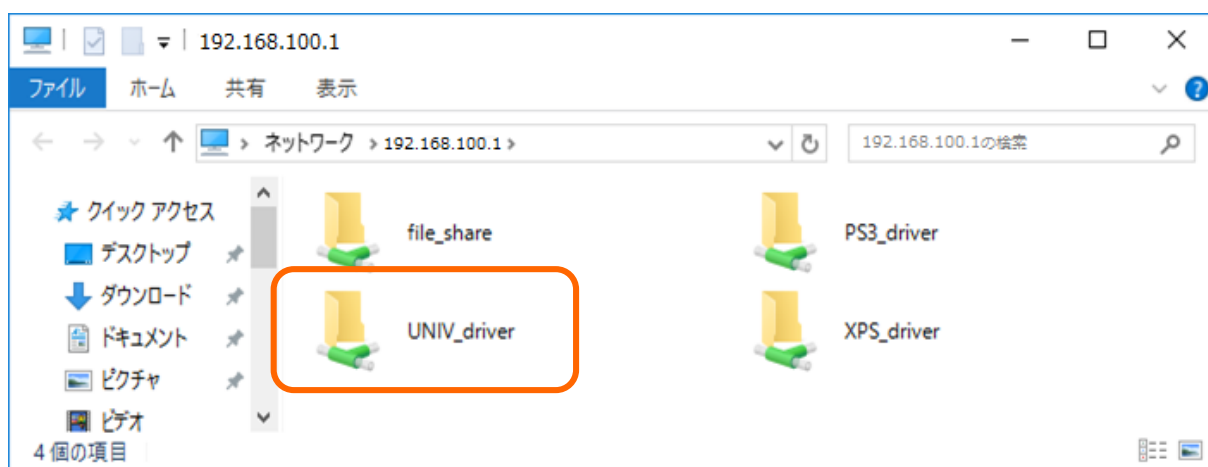 192.168.100.1
ファイル ホーム 共有 表示
ネットワーク > 192.168.100.1 >
192.168.100.1の検索
クイック アクセス
デスクトップ
ダウンロード
ドキュメント
ピクチャ
ビデオ
file_share
PS3_driver
UNIV_driver
XPS_driver
4 個の項目